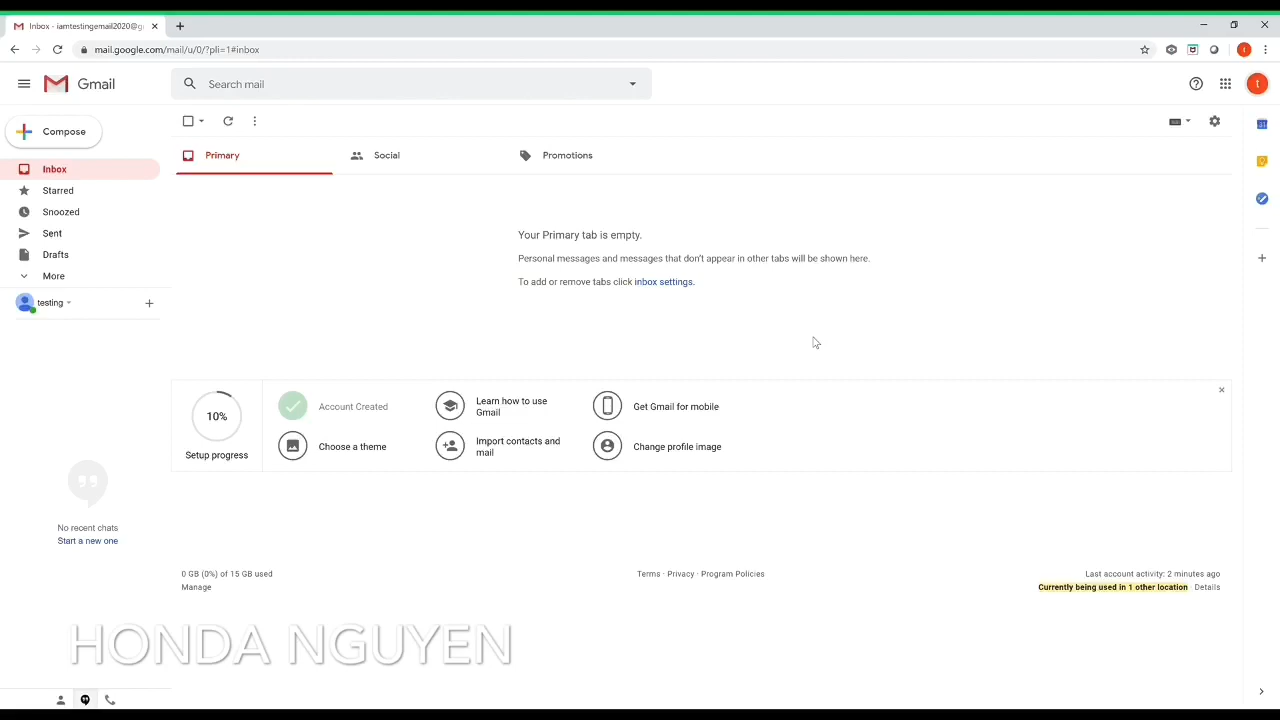 Inbox - iamtestingemail2020@g
mail.google.com/mail/u/0/?pli=1#inbox
t
Gmail
Search mail
t
Compose
Inbox
Starred
Snoozed
Sent
Drafts
More
testing
Primary
Social
Promotions
Your Primary tab is empty.
Personal messages and messages that don't appear in other tabs will be shown here.
To add or remove tabs click inbox settings.
10%
Setup progress
Account Created
Learn how to use
Gmail
Get Gmail for mobile
Choose a theme
Import contacts and
mail
Change profile image
No recent chats
Start a new one
0 GB (0%) of 15 GB used
Manage
Terms · Privacy · Program Policies
Last account activity: 2 minutes ago
Currently being used in 1 other location · Details
HONDA NGUYEN